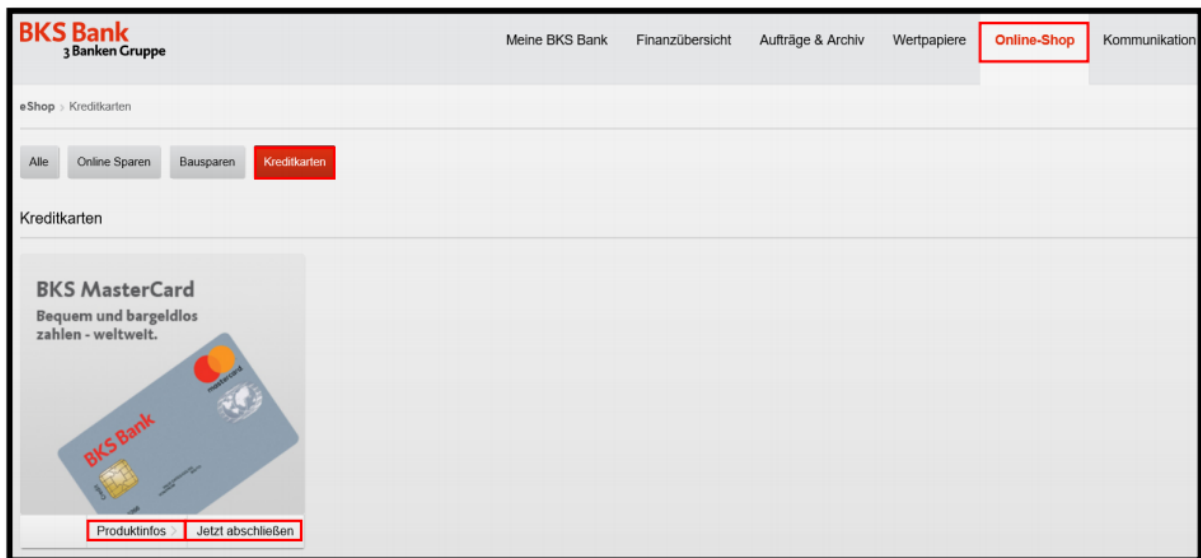 BKS Bank
3 Banken Gruppe
Meine BKS Bank Finanzübersicht Aufträge & Archiv Wertpapiere Online-Shop Kommunikation
eShop > Kreditkarten
Alle Online Sparen Bausparen Kreditkarten
Kreditkarten
BKS MasterCard
Bequem und bargeldlos
zahlen - weltweit.
mastercard
BKS Bank
Credit
Produktinfos > Jetzt abschließen